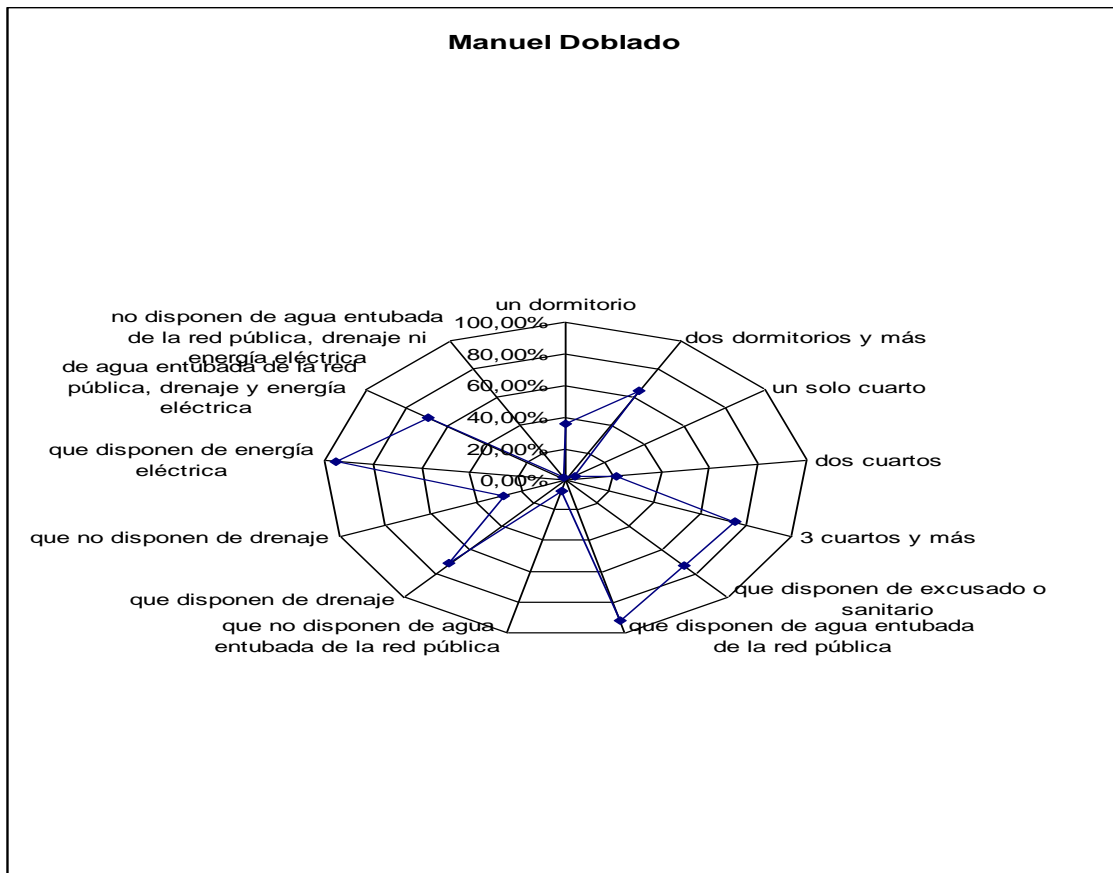 Manuel Doblado
un dormitorio
dos dormitorios y más
un solo cuarto
dos cuartos
3 cuartos y más
que disponen de excusado o
sanitario
que disponen de agua entubada
de la red pública
que no disponen de agua
entubada de la red pública
que disponen de drenaje
que no disponen de drenaje
que disponen de energía
eléctrica
de agua entubada de la red
pública, drenaje y energía
eléctrica
no disponen de agua entubada
de la red pública, drenaje ni
energía eléctrica
100,00%
80,00%
60,00%
40,00%
20,00%
0,00%